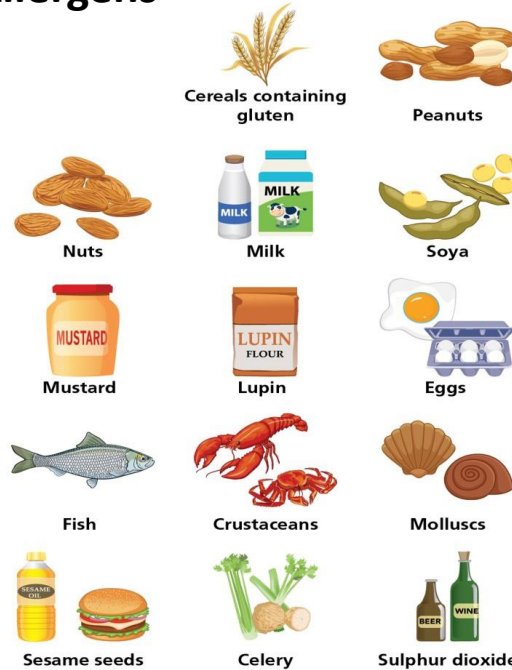 llergens
Cereals containing
gluten
Peanuts
Nuts
MILK
MILK
Milk
Soya
MUSTARD
Mustard
LUPIN
FLOUR
Lupin
Eggs
Fish
Crustaceans
Molluscs
SESAME
OIL
Sesame seeds
Celery
BEER
WINE
Sulphur dioxide